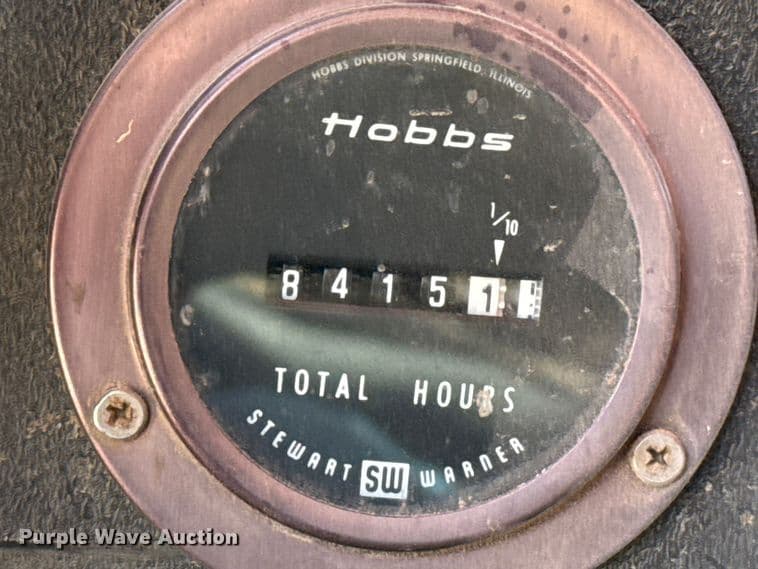 HOBBS DIVISION SPRINGFIELD, ILLINOIS
Hobbs
1/10
8 4 1 5 1
TOTAL HOURS
STEWART SW WARNER
Purple Wave Auction